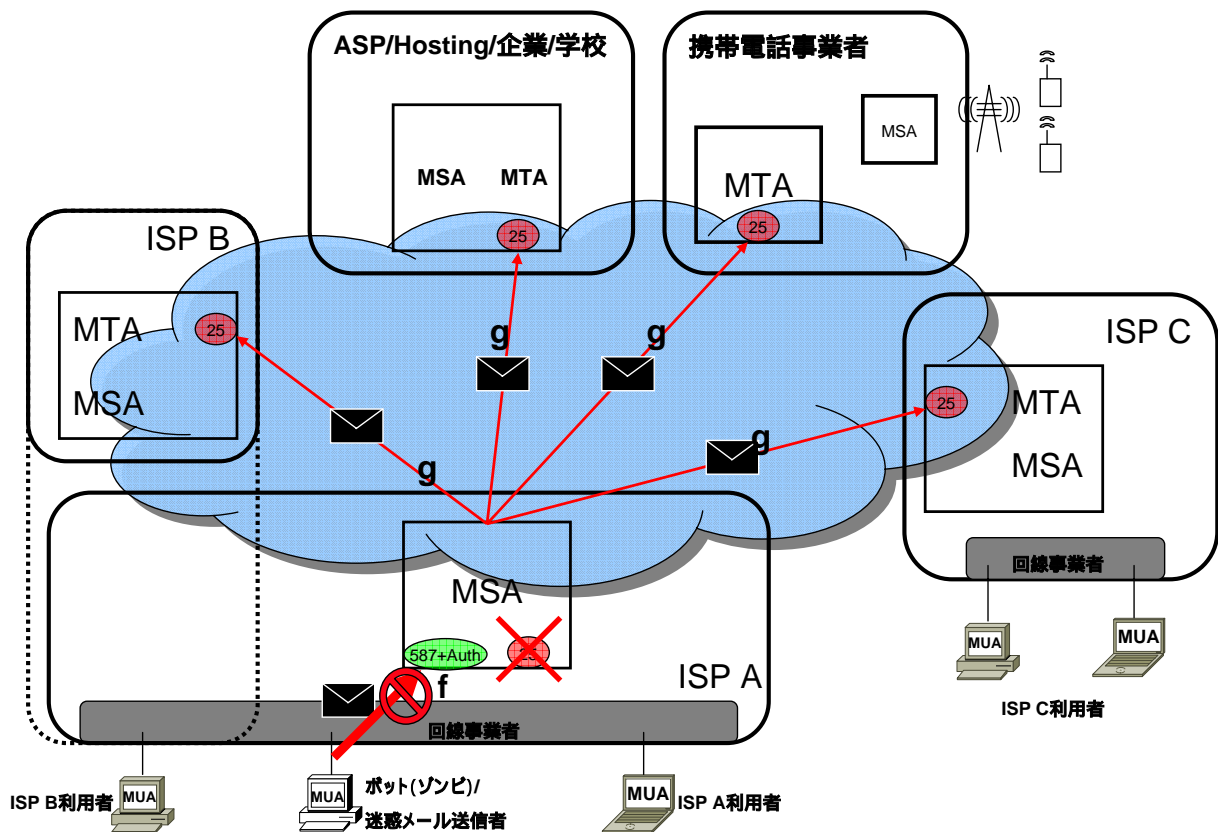 ASP/Hosting/企業/学校
携帯電話事業者
MSA
MSA MTA
MTA
25
25
ISP B
MTA
25
MSA
g
g
g
g
ISP C
25
MTA
MSA
回線事業者
MUA
MUA
ISP C利用者
MSA
587+Auth
f
ISP A
回線事業者
ISP B利用者
MUA
MUA
ボット(ゾンビ)/
迷惑メール送信者
MUA
ISP A利用者